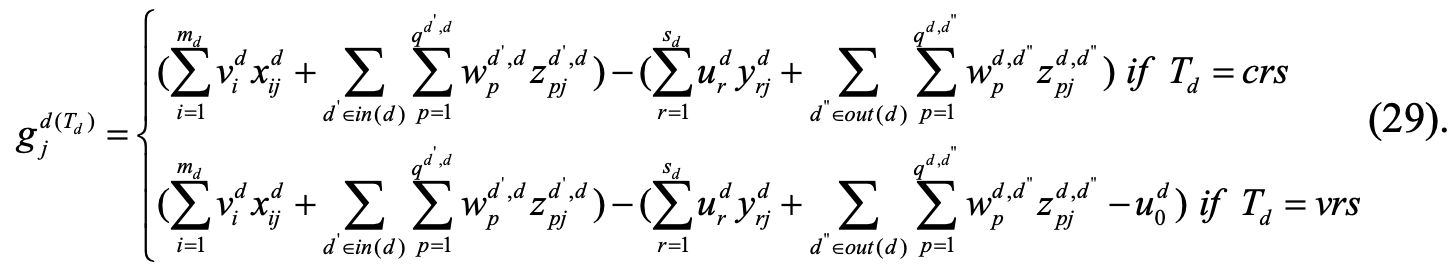 g_j^{d(T_d)} = { (∑_{i=1}^{m_d} v_i^d x_{ij}^d + ∑_{d'∈in(d)} ∑_{p=1}^{q^{d',d}} w_p^{d',d} z_{pj}^{d',d}) − (∑_{r=1}^{s_d} u_r^d y_{rj}^d + ∑_{d"∈out(d)} ∑_{p=1}^{q^{d,d"}} w_p^{d,d"} z_{pj}^{d,d"}) if T_d = crs
(∑_{i=1}^{m_d} v_i^d x_{ij}^d + ∑_{d'∈in(d)} ∑_{p=1}^{q^{d',d}} w_p^{d',d} z_{pj}^{d',d}) − (∑_{r=1}^{s_d} u_r^d y_{rj}^d + ∑_{d"∈out(d)} ∑_{p=1}^{q^{d,d"}} w_p^{d,d"} z_{pj}^{d,d"} − u_0^d) if T_d = vrs (29).